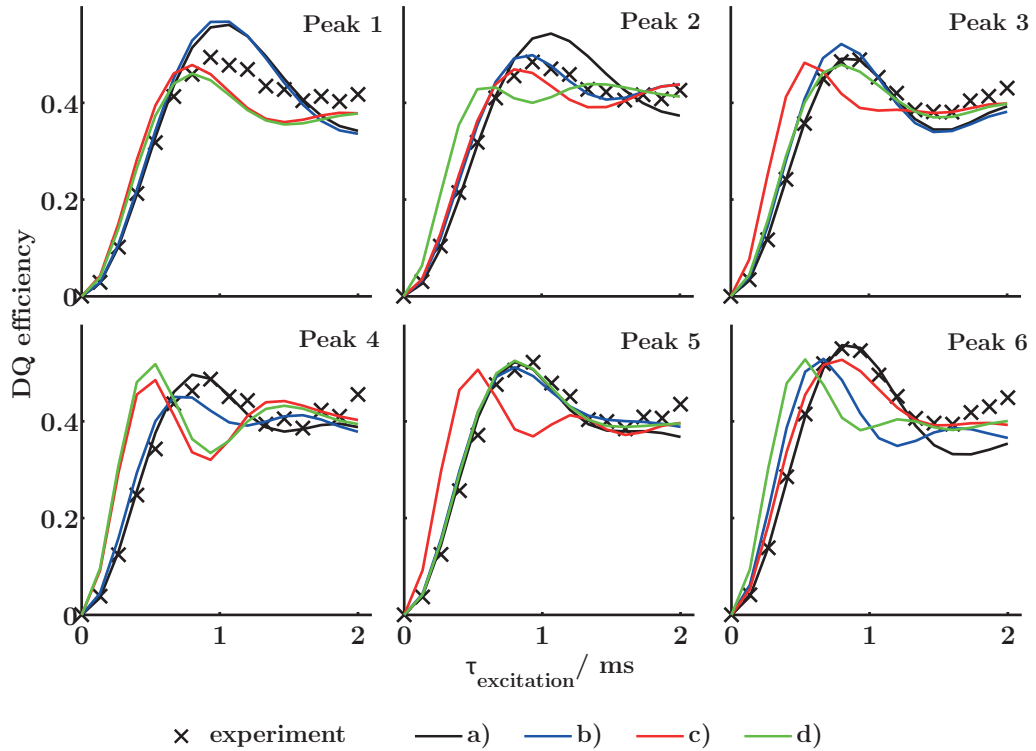 Peak 1
Peak 2
Peak 3
0.4
0.2
0
Peak 4
Peak 5
Peak 6
0.4
0.2
0
0
1
2
0
1
2
0
1
2
DQ efficiency
τexcitation/ ms
experiment
a)
b)
c)
d)